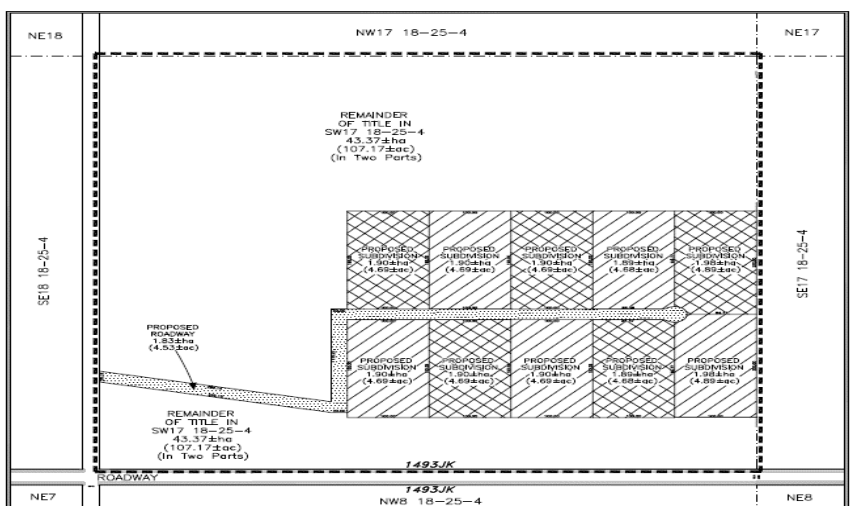 NE18
NW17 18-25-4
NE17
REMAINDER
OF TITLE IN
SW17 18-25-4
43.37±ha
(107.17±ac)
(In Two Parts)
SE18 18-25-4
SE17 18-25-4
PROPOSED
SUBDIVISION
1.90±ha
(4.69±ac)
PROPOSED
SUBDIVISION
1.90±ha
(4.69±ac)
PROPOSED
SUBDIVISION
1.90±ha
(4.69±ac)
PROPOSED
SUBDIVISION
1.89±ha
(4.68±ac)
PROPOSED
SUBDIVISION
1.98±ha
(4.89±ac)
PROPOSED
ROADWAY
1.83±ha
(4.53±ac)
PROPOSED
SUBDIVISION
1.90±ha
(4.69±ac)
PROPOSED
SUBDIVISION
1.90±ha
(4.69±ac)
PROPOSED
SUBDIVISION
1.90±ha
(4.69±ac)
PROPOSED
SUBDIVISION
1.89±ha
(4.68±ac)
PROPOSED
SUBDIVISION
1.98±ha
(4.89±ac)
REMAINDER
OF TITLE IN
SW17 18-25-4
43.37±ha
(107.17±ac)
(In Two Parts)
1493JK
ROADWAY
1493JK
NE7
NW8 18-25-4
NE8